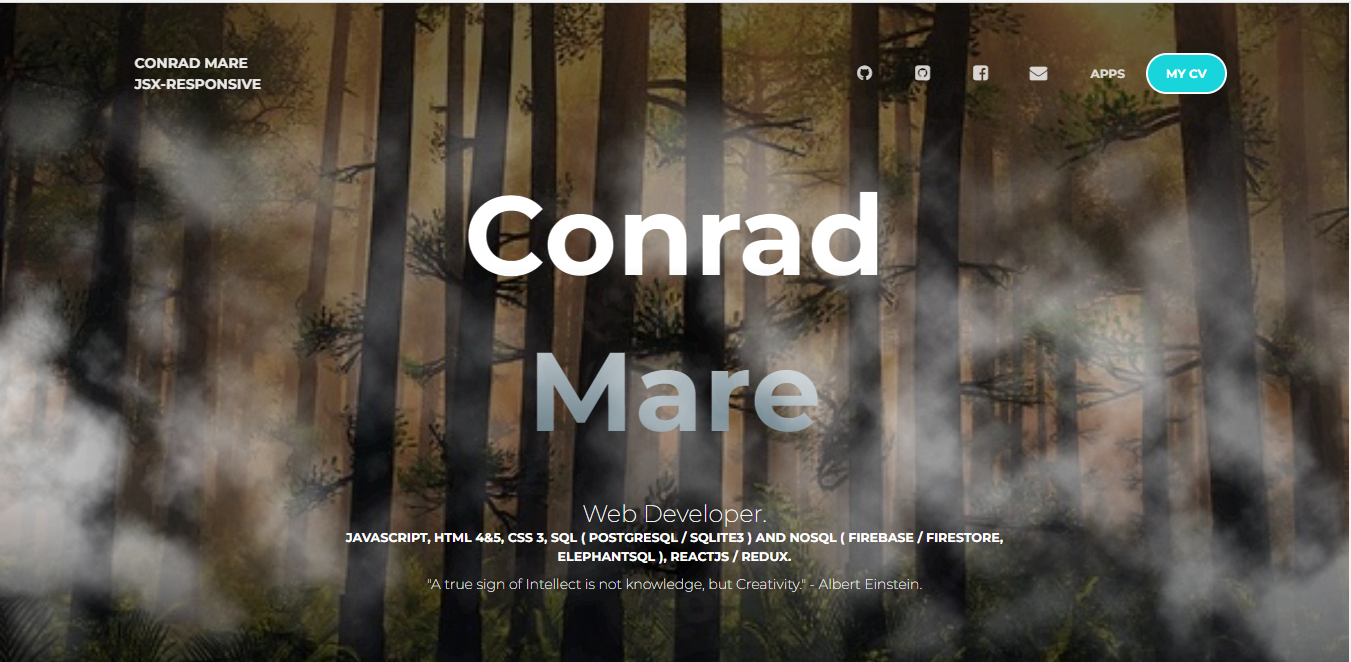 CONRAD MARE
JSX-RESPONSIVE
APPS
MY CV
Conrad
Mare
Web Developer.
JAVASCRIPT, HTML 4&5, CSS 3, SQL ( POSTGRESQL / SQLITE3 ) AND NOSQL ( FIREBASE / FIRESTORE,
ELEPHANTSQL ), REACTJS / REDUX.
"A true sign of Intellect is not knowledge, but Creativity." - Albert Einstein.